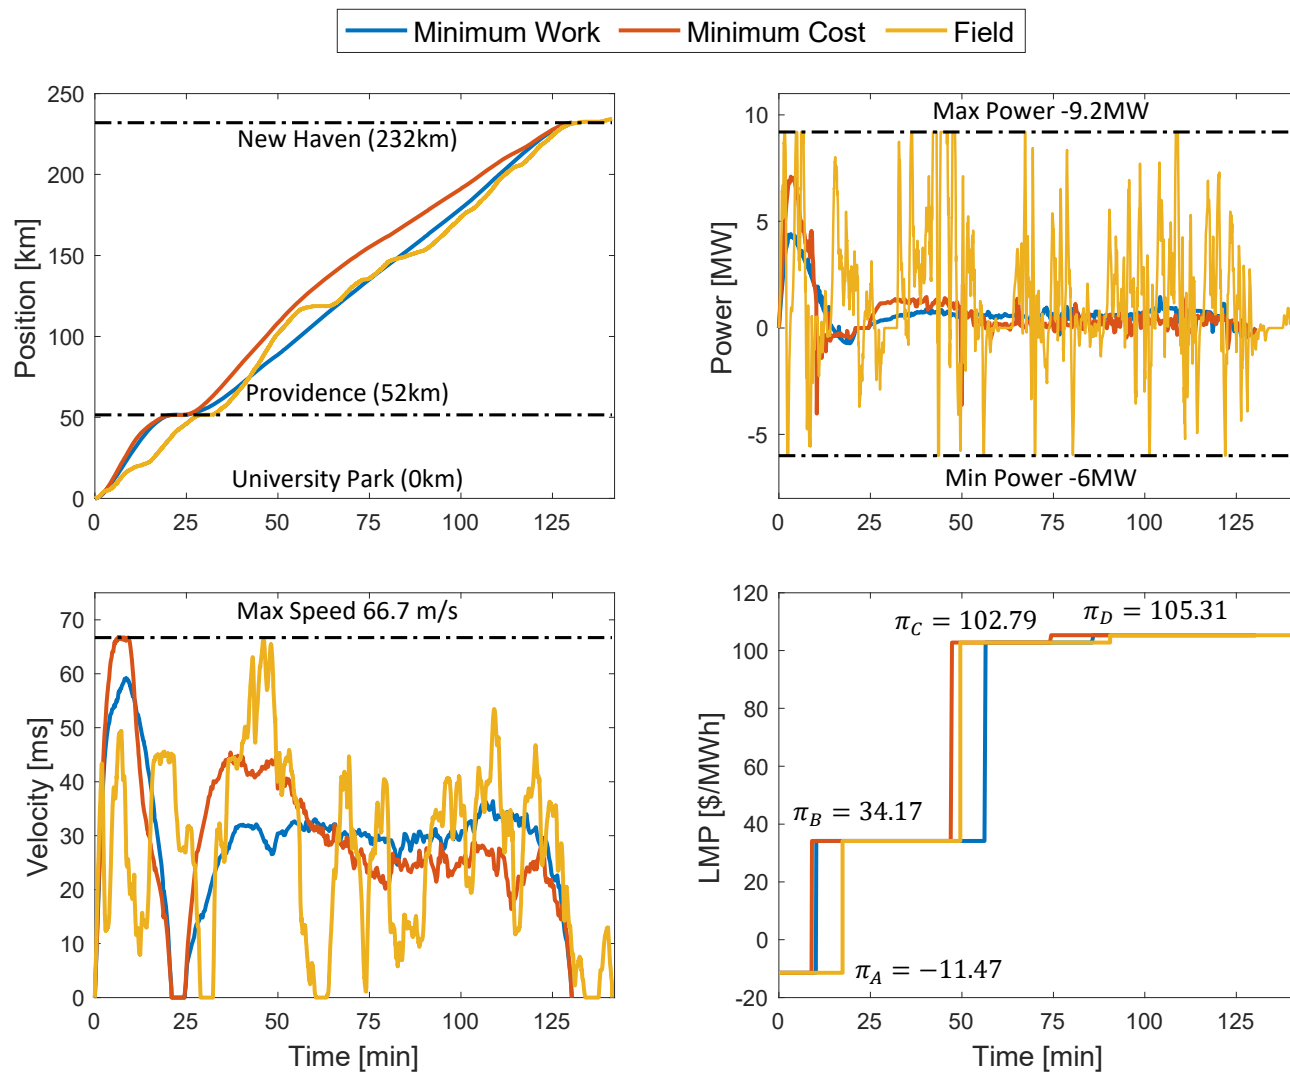 Minimum Work Minimum Cost Field
250
200
150
100
50
0
Position [km]
New Haven (232km)
Providence (52km)
University Park (0km)
0 25 50 75 100 125
10
5
0
-5
Power [MW]
Max Power -9.2MW
Min Power -6MW
0 25 50 75 100 125
70
60
50
40
30
20
10
0
Velocity [ms]
Max Speed 66.7 m/s
0 25 50 75 100 125
Time [min]
120
100
80
60
40
20
0
-20
LMP [$/MWh]
π_C = 102.79
π_D = 105.31
π_B = 34.17
π_A = −11.47
0 25 50 75 100 125
Time [min]